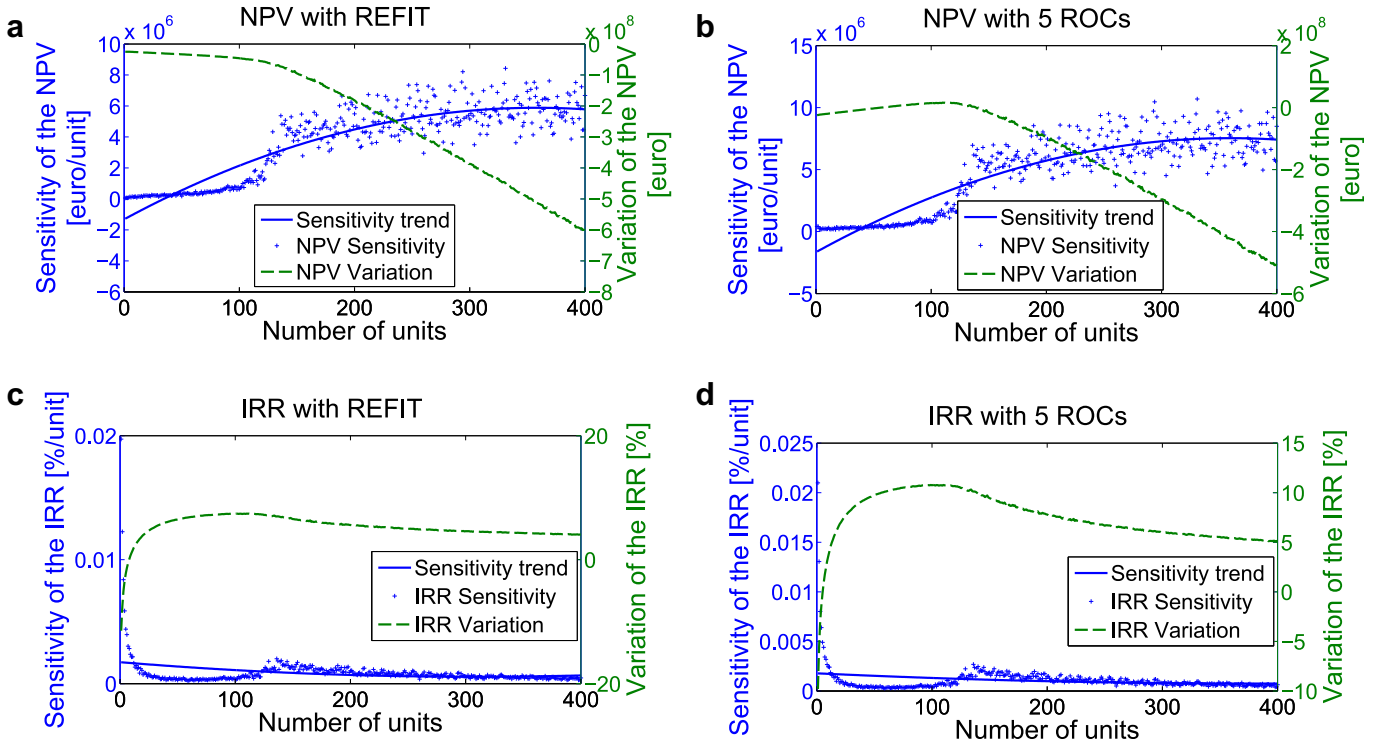 a
NPV with REFIT
× 10^6
× 10^8
Sensitivity of the NPV
[euro/unit]
10
8
6
4
2
0
−2
−4
−6
0
−1
−2
−3
−4
−5
−6
−7
−8
Variation of the NPV
[euro]
Sensitivity trend
NPV Sensitivity
NPV Variation
0
100
200
300
400
Number of units
b
NPV with 5 ROCs
× 10^6
× 10^8
Sensitivity of the NPV
[euro/unit]
15
10
5
0
−5
2
0
−2
−4
−6
Variation of the NPV
[euro]
Sensitivity trend
NPV Sensitivity
NPV Variation
0
100
200
300
400
Number of units
c
IRR with REFIT
Sensitivity of the IRR [%/unit]
0.02
0.01
0
20
0
−20
Variation of the IRR [%]
Sensitivity trend
IRR Sensitivity
IRR Variation
0
100
200
300
400
Number of units
d
IRR with 5 ROCs
Sensitivity of the IRR [%/unit]
0.025
0.02
0.015
0.01
0.005
0
15
10
5
0
−5
−10
Variation of the IRR [%]
Sensitivity trend
IRR Sensitivity
IRR Variation
0
100
200
300
400
Number of units